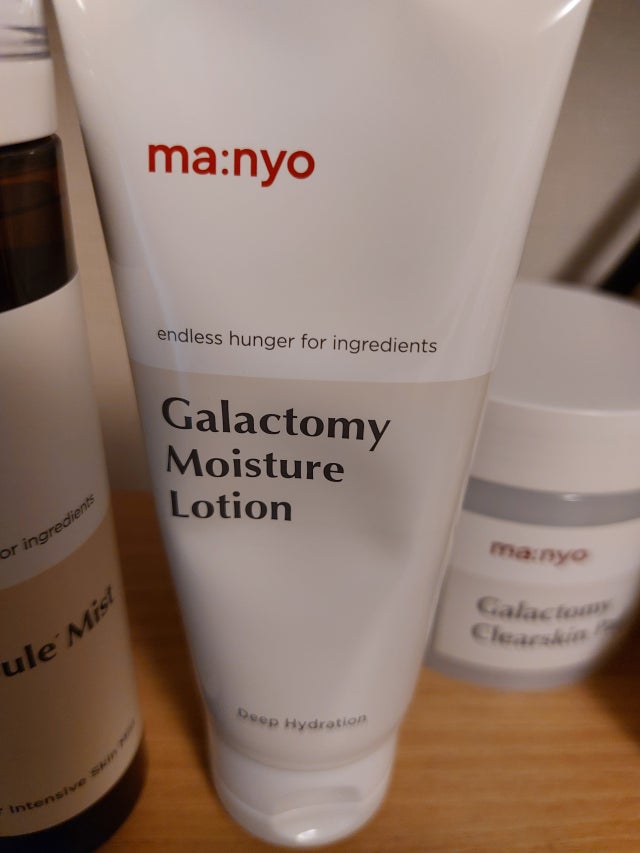 ma:nyo
endless hunger for ingredients
Galactomy
Moisture
Lotion
Deep Hydration
or ingredients
ule Mist
Intensive Skin
ma:nyo
Galactomy
Clearskin